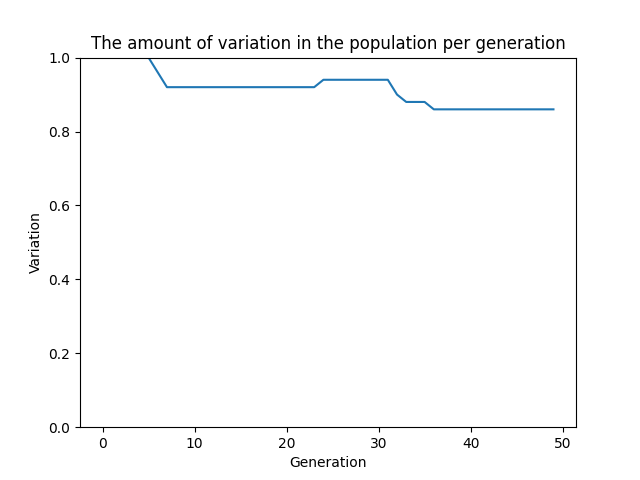 The amount of variation in the population per generation
1.0
0.8
0.6
0.4
0.2
0.0
Variation
0 10 20 30 40 50
Generation